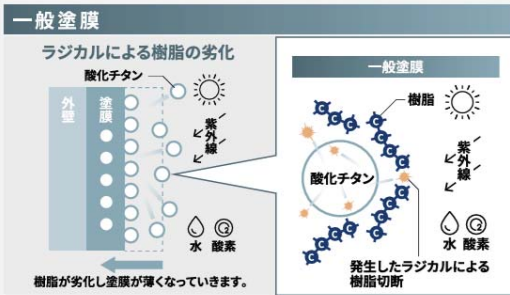 一般塗膜
ラジカルによる樹脂の劣化
酸化チタン
外壁
塗膜
紫外線
水 酸素
樹脂が劣化し塗膜が薄くなっていきます。
一般塗膜
樹脂
酸化チタン
紫外線
水 酸素
発生したラジカルによる
樹脂切断